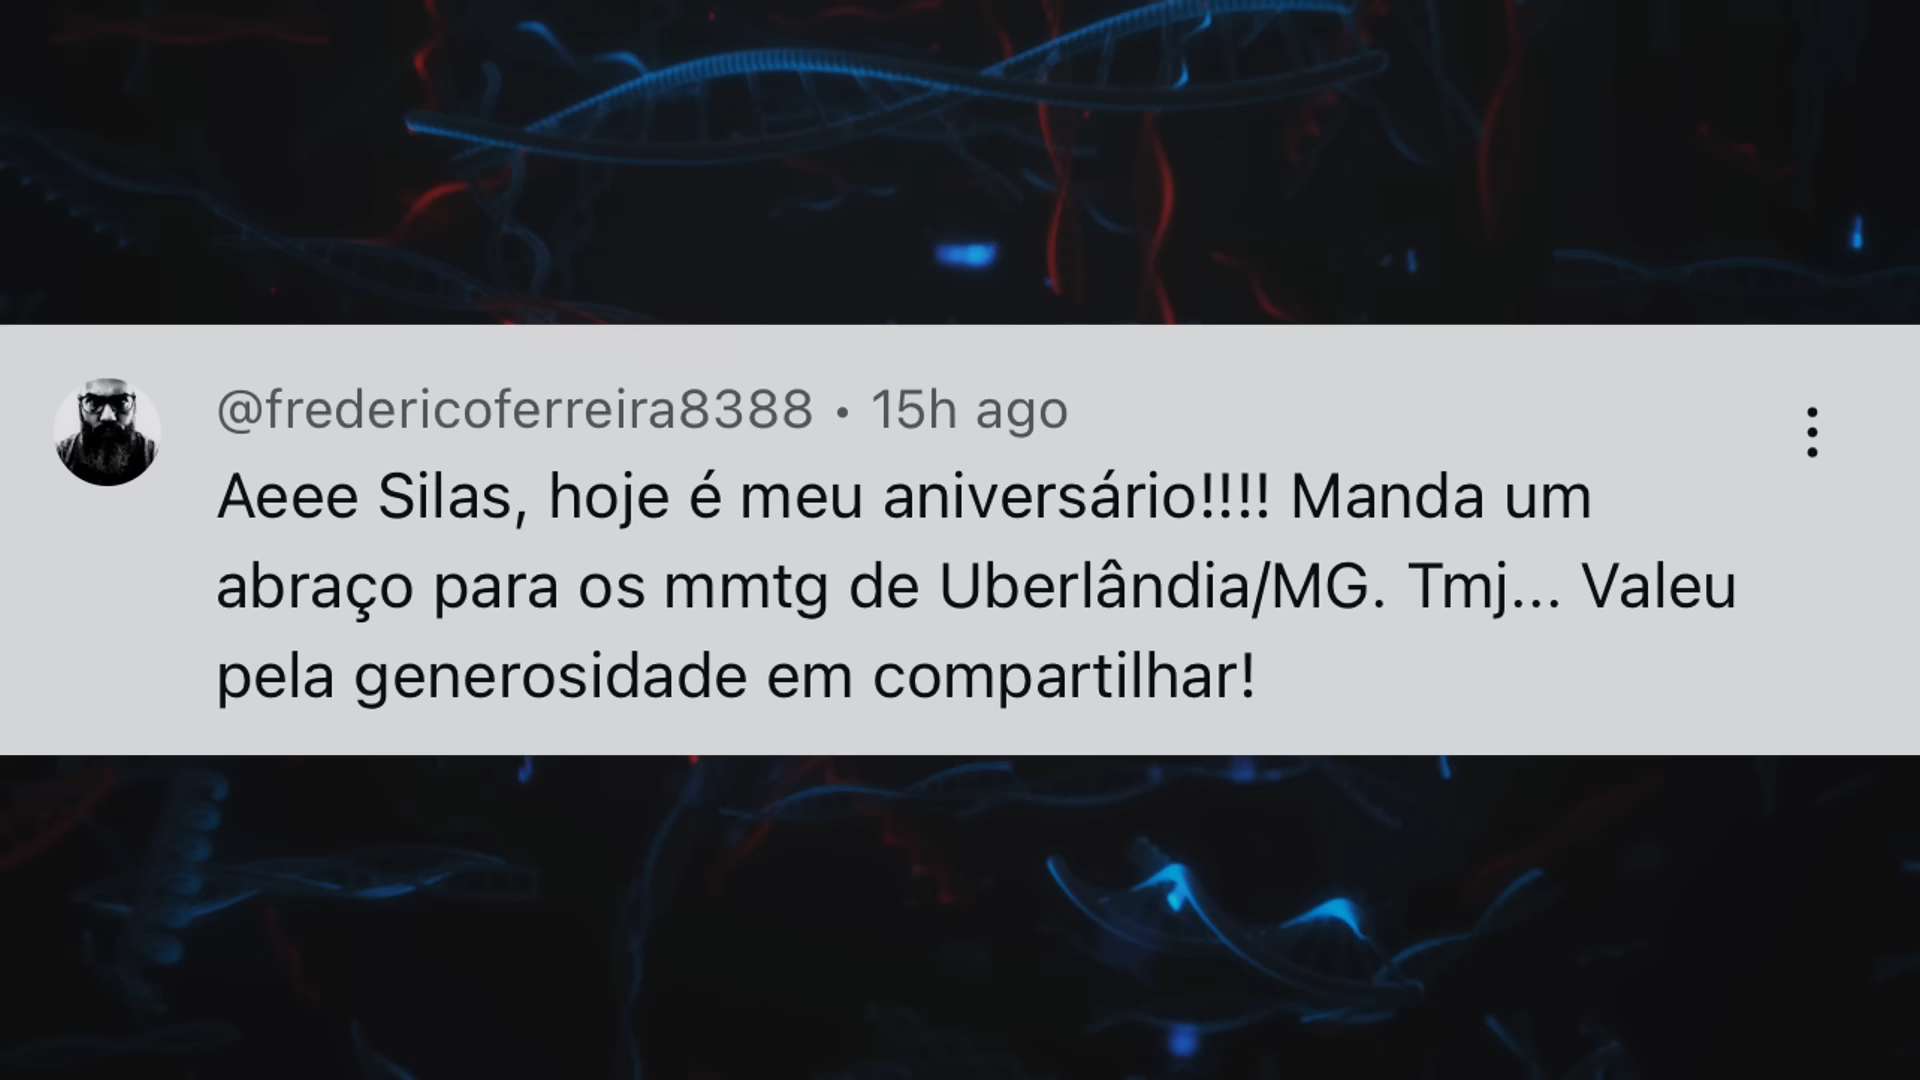 @fredericoferreira8388 • 15h ago
Aeee Silas, hoje é meu aniversário!!!! Manda um
abraço para os mmtg de Uberlândia/MG. Tmj... Valeu
pela generosidade em compartilhar!